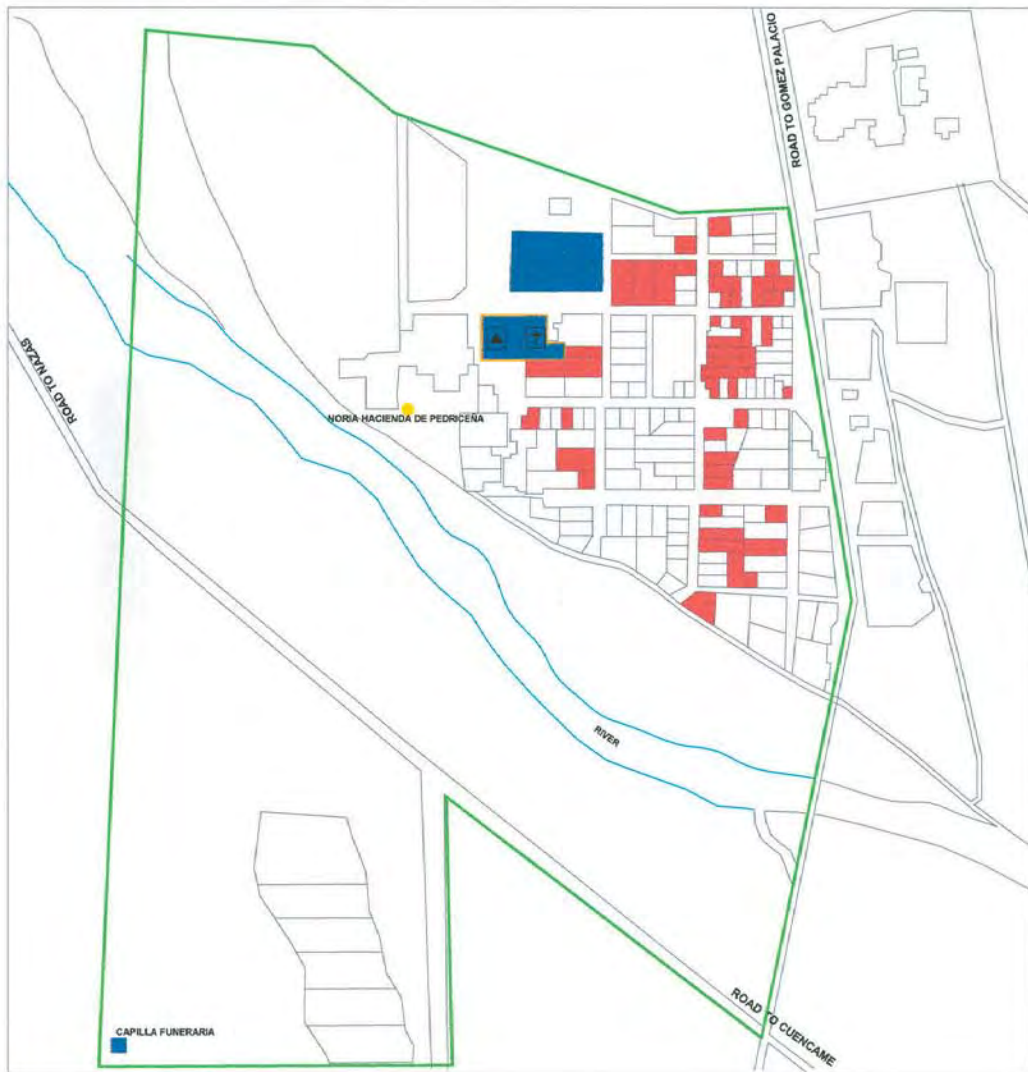 ROAD TO GOMEZ PALACIO
ROAD TO NAZAS
NORIA-HACIENDA DE PEDRICEÑA
RIVER
ROAD TO CUENCAME
CAPILLA FUNERARIA